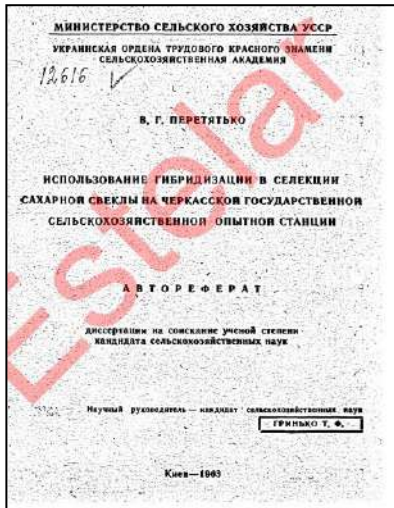 МИНИСТЕРСТВО СЕЛЬСКОГО ХОЗЯЙСТВА УССР
УКРАИНСКАЯ ОРДЕНА ТРУДОВОГО КРАСНОГО ЗНАМЕНИ
СЕЛЬСКОХОЗЯЙСТВЕННАЯ АКАДЕМИЯ
12616
В. Г. ПЕРЕТЯТЬКО
ИСПОЛЬЗОВАНИЕ ГИБРИДИЗАЦИИ В СЕЛЕКЦИИ
САХАРНОЙ СВЕКЛЫ НА ЧЕРКАССКОЙ ГОСУДАРСТВЕННОЙ
СЕЛЬСКОХОЗЯЙСТВЕННОЙ ОПЫТНОЙ СТАНЦИИ
АВТОРЕФЕРАТ
диссертации на соискание ученой степени
кандидата сельскохозяйственных наук
Научный руководитель — кандидат сельскохозяйственных наук
ГРИНЬКО Т. Ф.
Киев—1963
Estelar